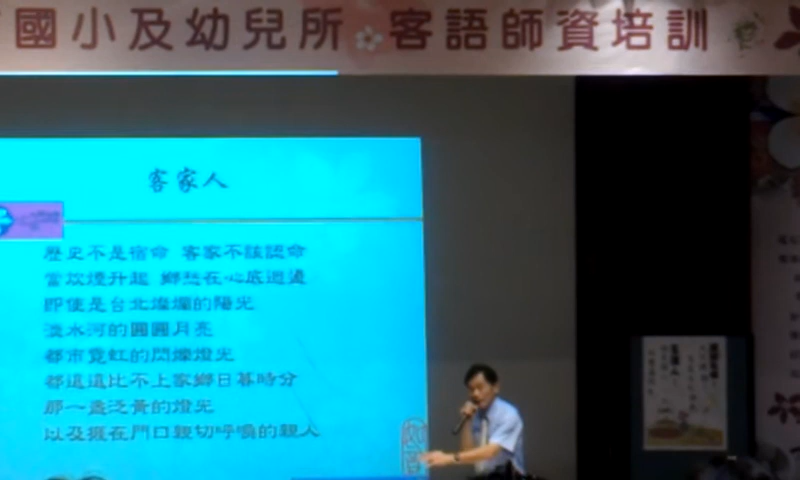 國小及幼兒所 客語師資培訓
客家人
歷史不是宿命 客家不該認命
當炊煙升起 鄉愁在心底迴盪
即使是台北燦爛的陽光
淡水河的圓圓月亮
都市霓虹的閃爍燈光
都遠遠比不上家鄉日暮時分
那一盞泛黃的燈光
以及在門口親切呼喚的親人